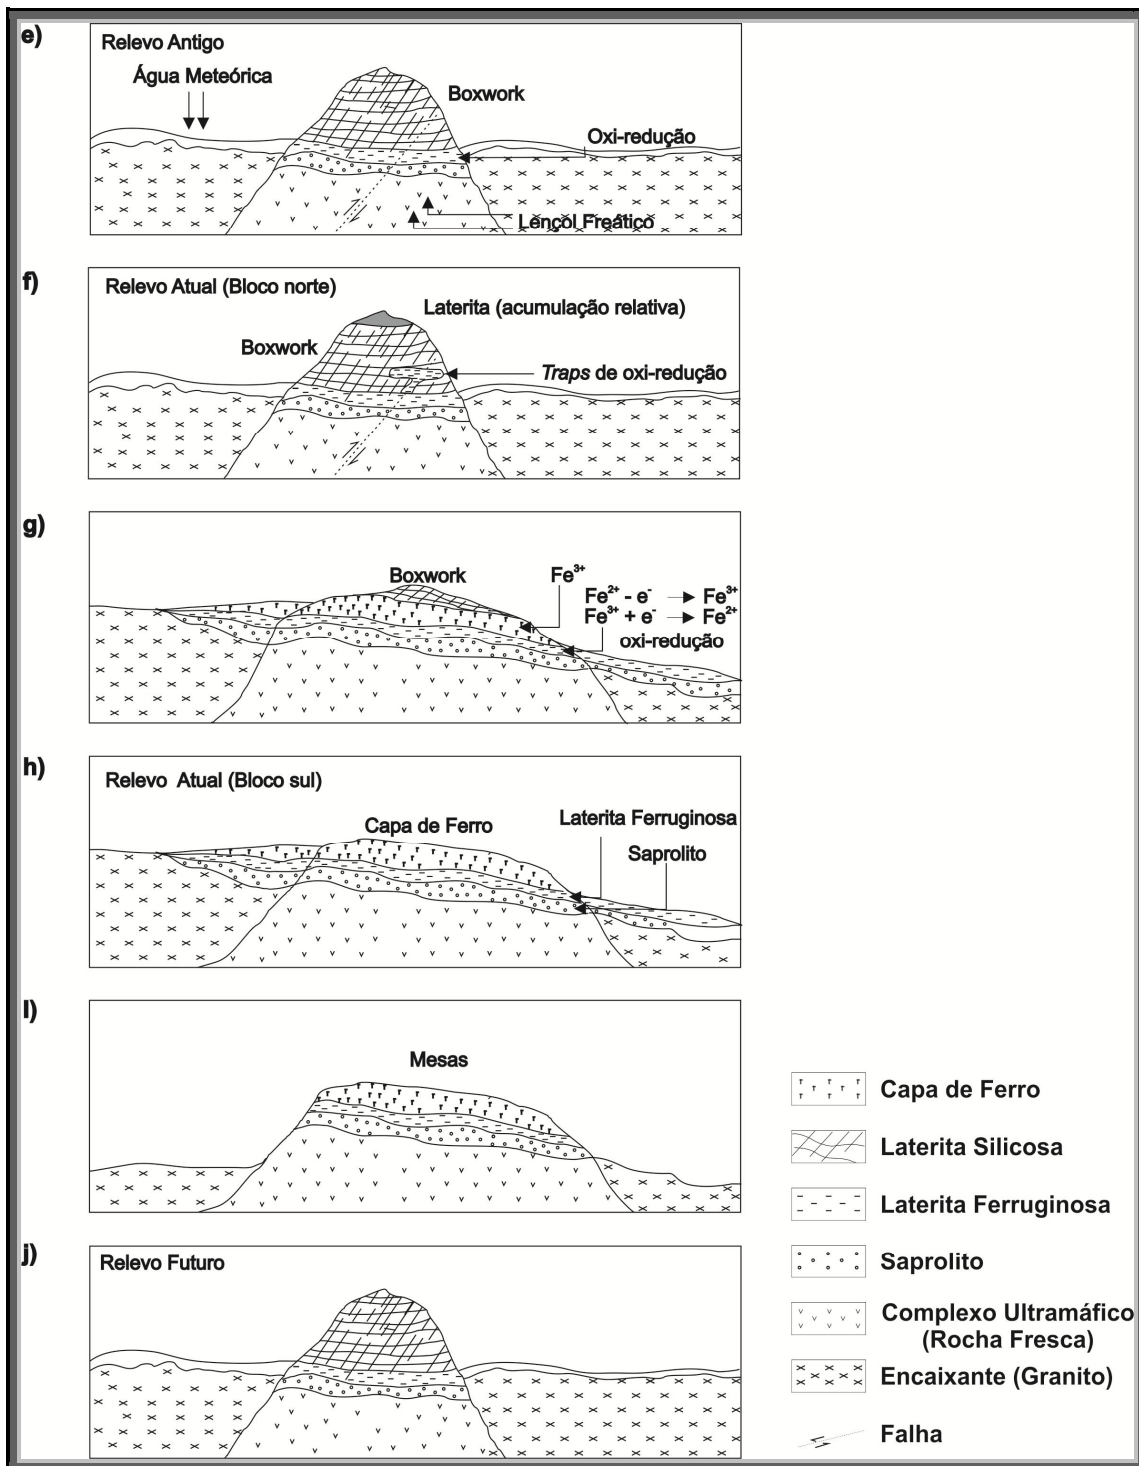 e)
Relevo Antigo
Água Meteórica
Boxwork
Oxi-redução
Lençol Freático
f)
Relevo Atual (Bloco norte)
Laterita (acumulação relativa)
Boxwork
Traps de oxi-redução
g)
Boxwork
Fe3+
Fe2+ - e- → Fe3+
Fe3+ + e- → Fe2+
oxi-redução
h)
Relevo Atual (Bloco sul)
Capa de Ferro
Laterita Ferruginosa
Saprolito
I)
Mesas
j)
Relevo Futuro
Capa de Ferro
Laterita Silicosa
Laterita Ferruginosa
Saprolito
Complexo Ultramáfico
(Rocha Fresca)
Encaixante (Granito)
Falha